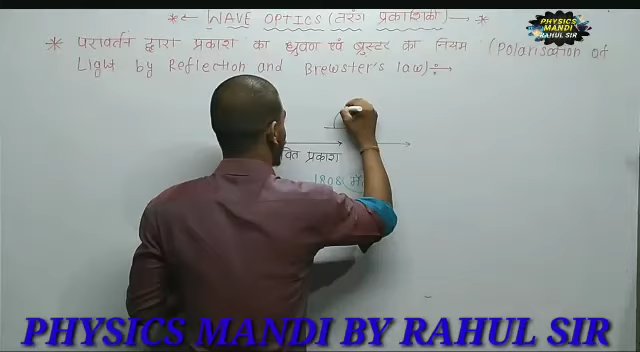 * ← WAVE OPTICS (तरंग प्रकाशिकी) → *
PHYSICS
MANDI
RAHUL SIR
* परावर्तन द्वारा प्रकाश का ध्रुवण एवं ब्रुस्टर का नियम (Polarisation of
Light by Reflection and Brewster's law) ÷→
प्रकाश
1808 में
PHYSICS MANDI BY RAHUL SIR